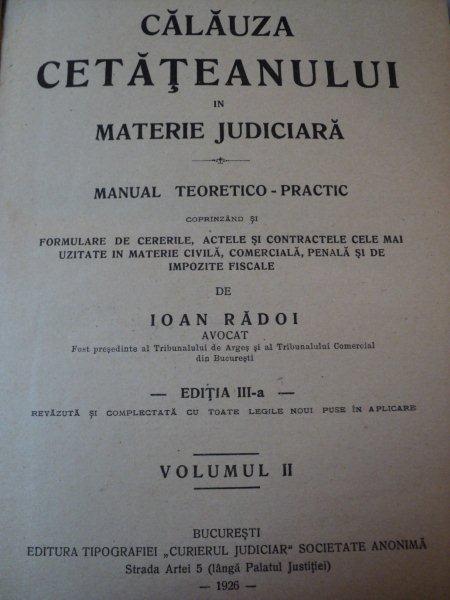 CĂLĂUZA
CETĂŢEANULUI
IN
MATERIE JUDICIARĂ
MANUAL TEORETICO-PRACTIC
COPRINZÂND ŞI
FORMULARE DE CERERILE, ACTELE ŞI CONTRACTELE CELE MAI
UZITATE IN MATERIE CIVILĂ, COMERCIALĂ, PENALĂ ŞI DE
IMPOZITE FISCALE
DE
IOAN RĂDOI
AVOCAT
Fost preşedinte al Tribunalului de Argeş şi al Tribunalului Comercial
din Bucureşti
— EDIŢIA III-a —
REVĂZUTĂ ŞI COMPLECTATĂ CU TOATE LEGILE NOUI PUSE ÎN APLICARE
VOLUMUL II
BUCUREŞTI
EDITURA TIPOGRAFIEI „CURIERUL JUDICIAR" SOCIETATE ANONIMĂ
Strada Artei 5 (lângă Palatul Justiţiei)
— 1926 —